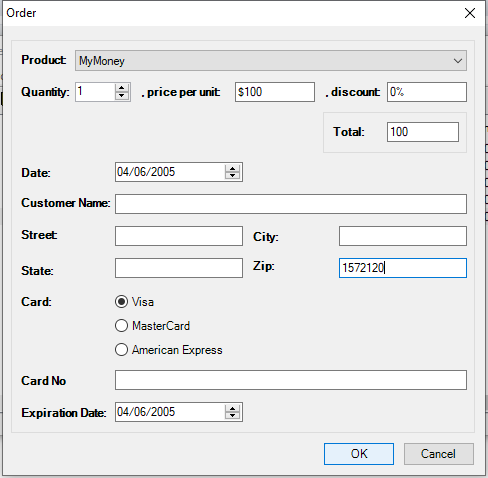 Order
Product: MyMoney
Quantity: 1 , price per unit: $100 , discount: 0%
Total: 100
Date: 04/06/2005
Customer Name:
Street: City:
State: Zip: 1572120
Card: Visa
MasterCard
American Express
Card No
Expiration Date: 04/06/2005
OK Cancel